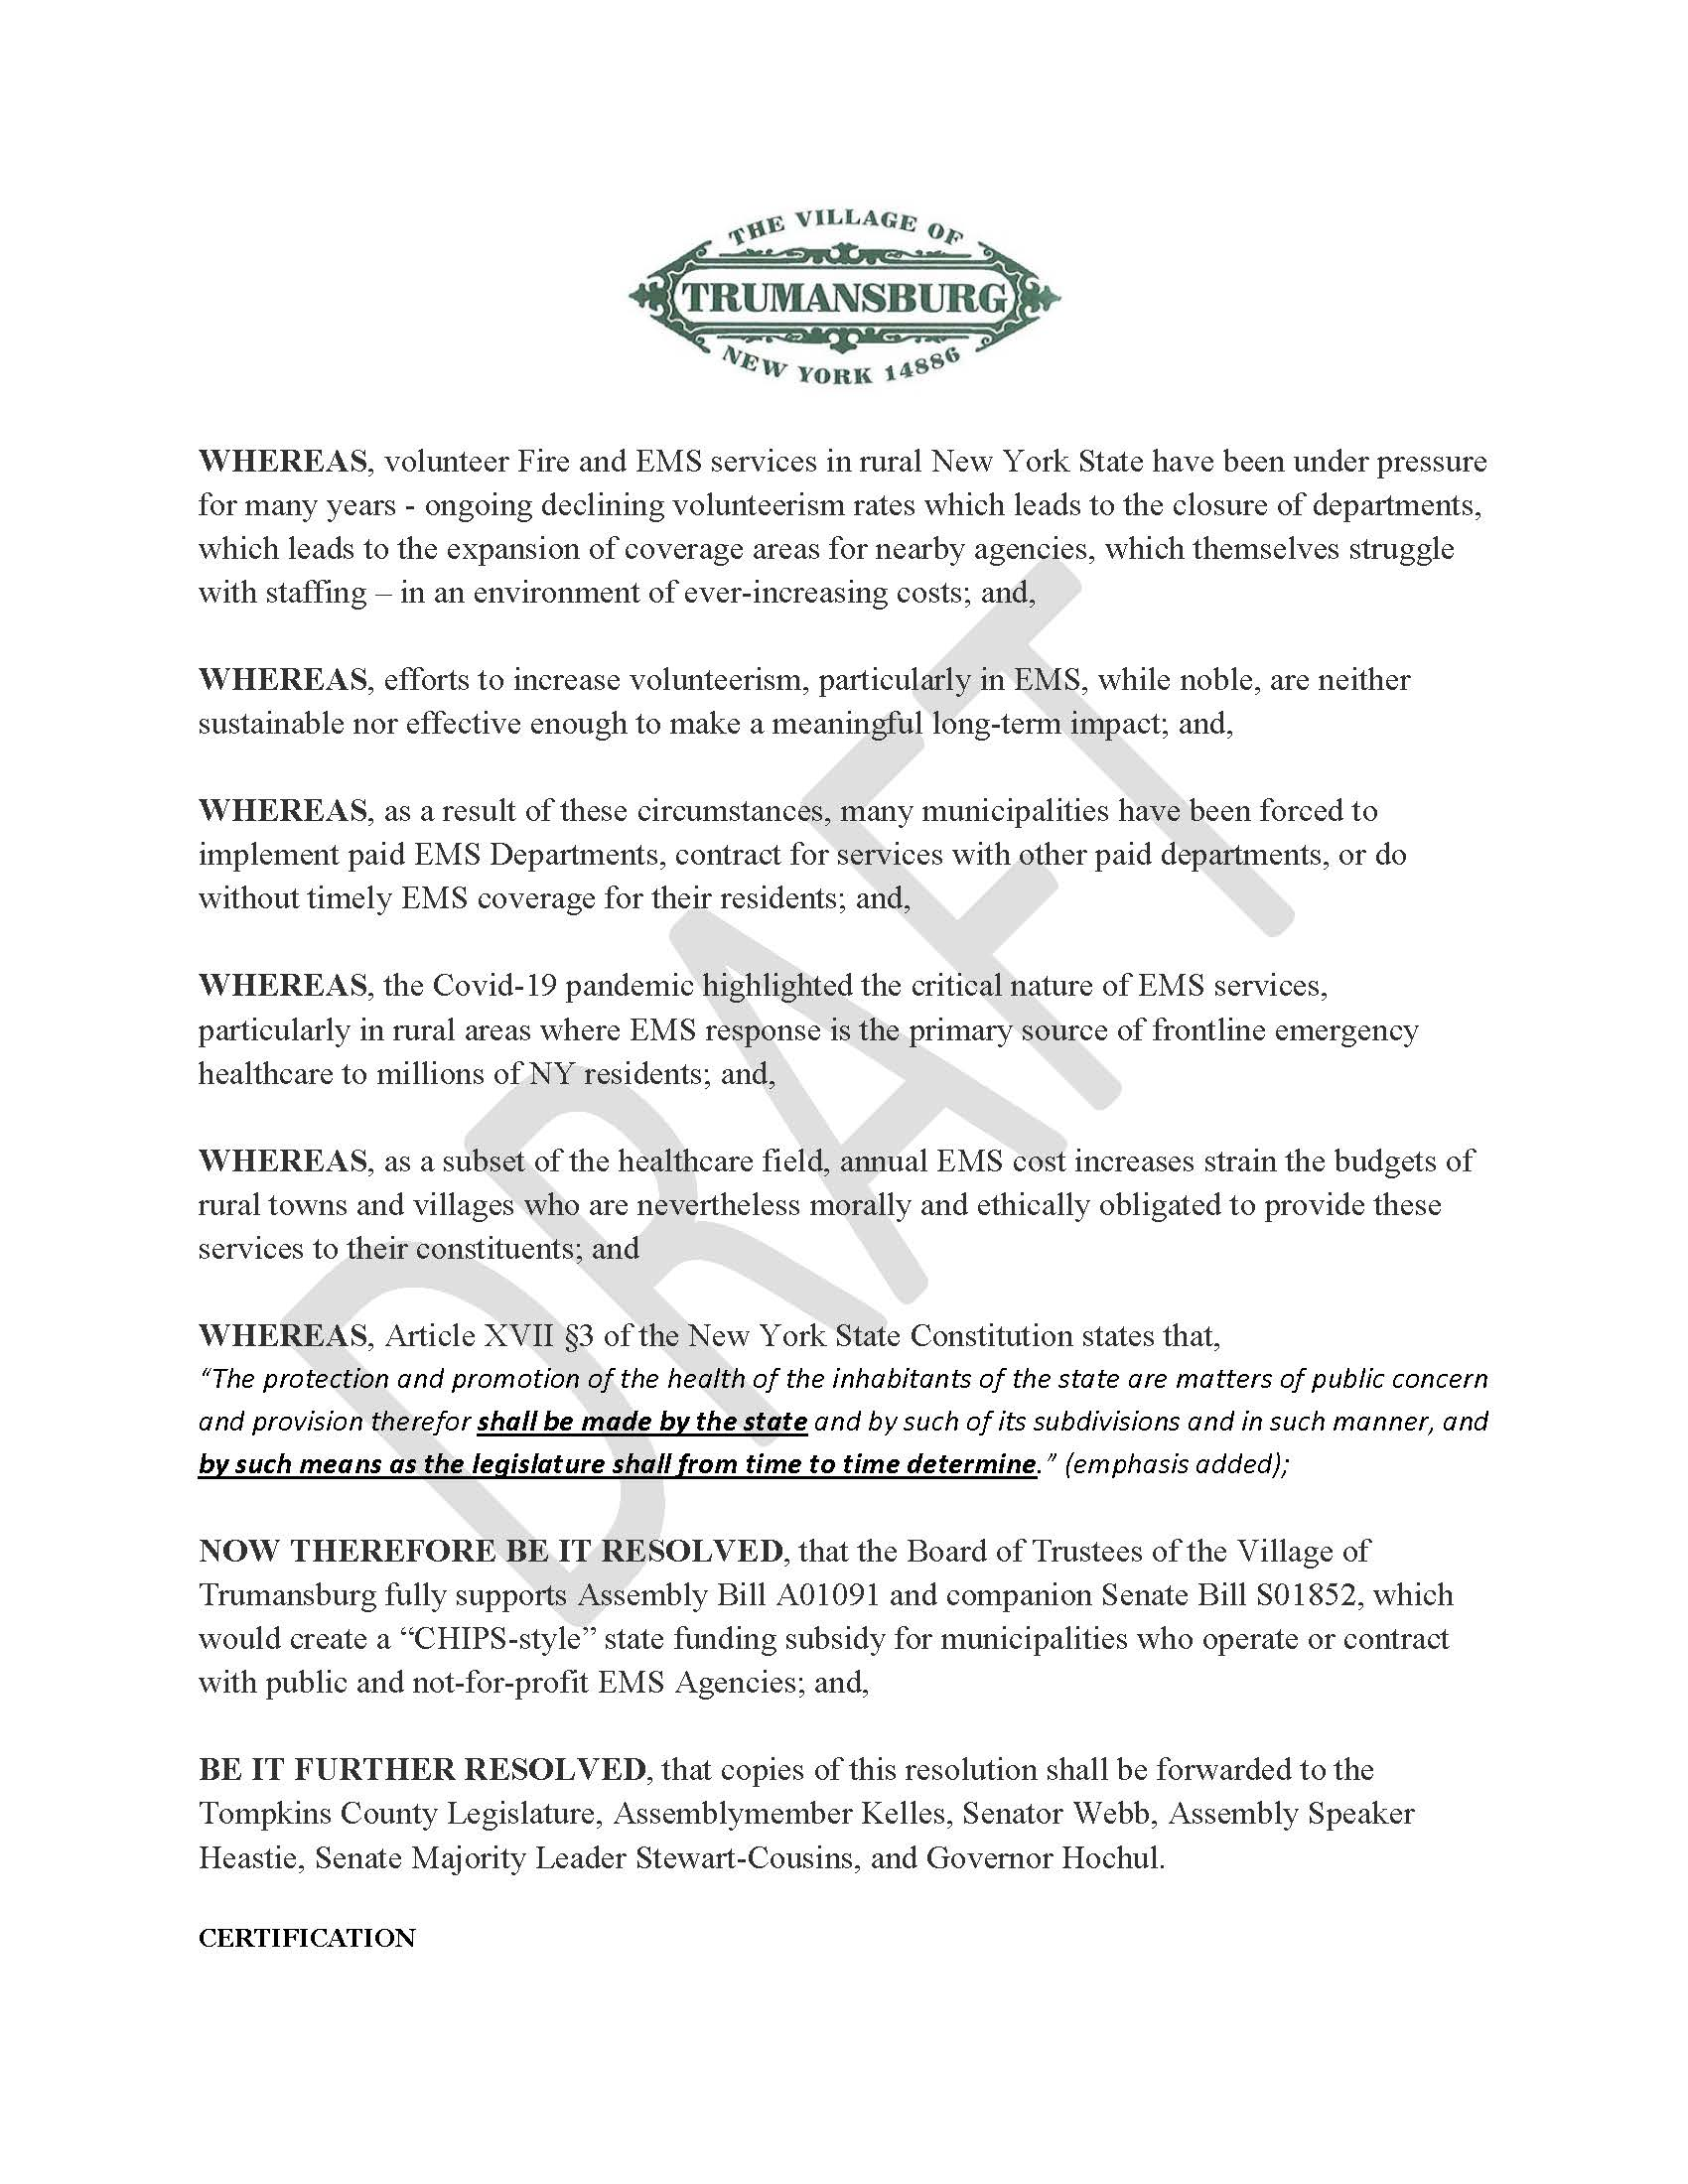 THE VILLAGE OF
TRUMANSBURG
NEW YORK 14886
WHEREAS, volunteer Fire and EMS services in rural New York State have been under pressure
for many years - ongoing declining volunteerism rates which leads to the closure of departments,
which leads to the expansion of coverage areas for nearby agencies, which themselves struggle
with staffing – in an environment of ever-increasing costs; and,
WHEREAS, efforts to increase volunteerism, particularly in EMS, while noble, are neither
sustainable nor effective enough to make a meaningful long-term impact; and,
WHEREAS, as a result of these circumstances, many municipalities have been forced to
implement paid EMS Departments, contract for services with other paid departments, or do
without timely EMS coverage for their residents; and,
WHEREAS, the Covid-19 pandemic highlighted the critical nature of EMS services,
particularly in rural areas where EMS response is the primary source of frontline emergency
healthcare to millions of NY residents; and,
WHEREAS, as a subset of the healthcare field, annual EMS cost increases strain the budgets of
rural towns and villages who are nevertheless morally and ethically obligated to provide these
services to their constituents; and
WHEREAS, Article XVII §3 of the New York State Constitution states that,
“The protection and promotion of the health of the inhabitants of the state are matters of public concern
and provision therefor shall be made by the state and by such of its subdivisions and in such manner, and
by such means as the legislature shall from time to time determine.” (emphasis added);
NOW THEREFORE BE IT RESOLVED, that the Board of Trustees of the Village of
Trumansburg fully supports Assembly Bill A01091 and companion Senate Bill S01852, which
would create a “CHIPS-style” state funding subsidy for municipalities who operate or contract
with public and not-for-profit EMS Agencies; and,
BE IT FURTHER RESOLVED, that copies of this resolution shall be forwarded to the
Tompkins County Legislature, Assemblymember Kelles, Senator Webb, Assembly Speaker
Heastie, Senate Majority Leader Stewart-Cousins, and Governor Hochul.
CERTIFICATION
DRAFT